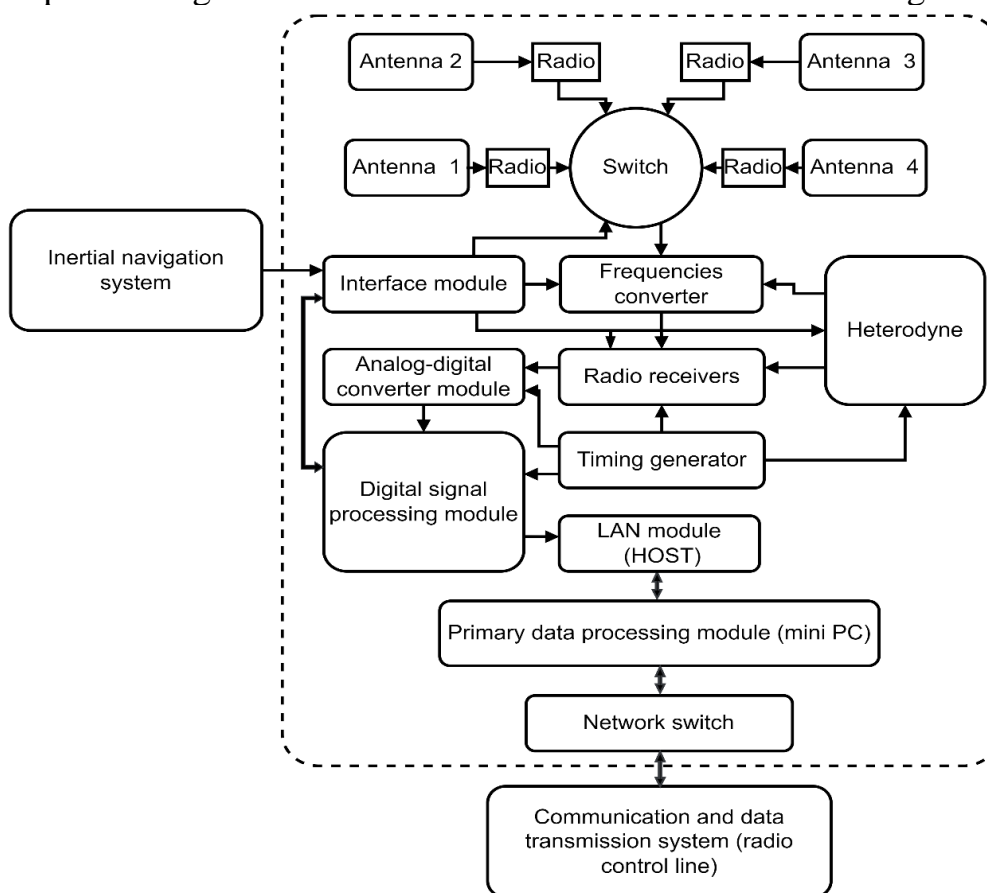 Antenna 2
Radio
Radio
Antenna 3
Antenna 1
Radio
Switch
Radio
Antenna 4
Inertial navigation
system
Interface module
Frequencies
converter
Heterodyne
Analog-digital
converter module
Radio receivers
Timing generator
Digital signal
processing module
LAN module
(HOST)
Primary data processing module (mini PC)
Network switch
Communication and data
transmission system (radio
control line)